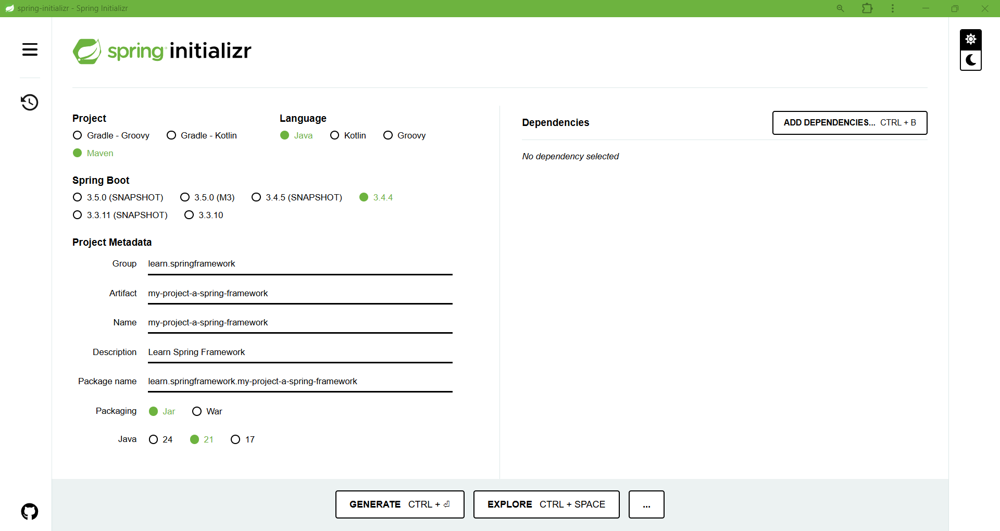 spring-initializr - Spring Initializr
spring initializr
Project
Gradle - Groovy Gradle - Kotlin
Maven
Language
Java Kotlin Groovy
Spring Boot
3.5.0 (SNAPSHOT) 3.5.0 (M3) 3.4.5 (SNAPSHOT) 3.4.4
3.3.11 (SNAPSHOT) 3.3.10
Project Metadata
Group learn.springframework
Artifact my-project-a-spring-framework
Name my-project-a-spring-framework
Description Learn Spring Framework
Package name learn.springframework.my-project-a-spring-framework
Packaging Jar War
Java 24 21 17
Dependencies
ADD DEPENDENCIES... CTRL + B
No dependency selected
GENERATE CTRL + ⏎
EXPLORE CTRL + SPACE
...